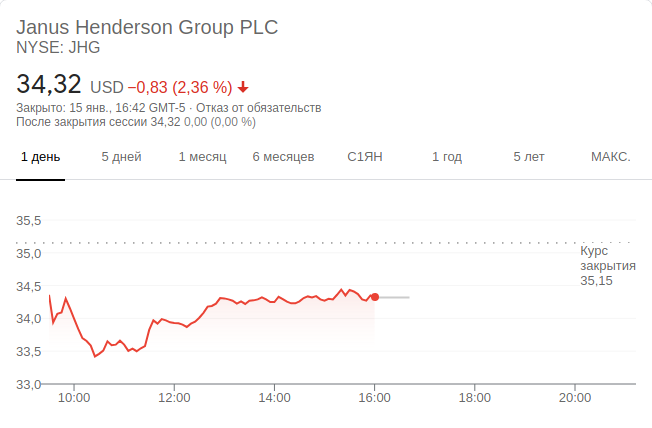 Janus Henderson Group PLC
NYSE: JHG
34,32 USD −0,83 (2,36 %)
Закрыто: 15 янв., 16:42 GMT-5 · Отказ от обязательств
После закрытия сессии 34,32 0,00 (0,00 %)
1 день 5 дней 1 месяц 6 месяцев С1ЯН 1 год 5 лет МАКС.
35,5
35,0
34,5
34,0
33,5
33,0
Курс
закрытия
35,15
10:00 12:00 14:00 16:00 18:00 20:00